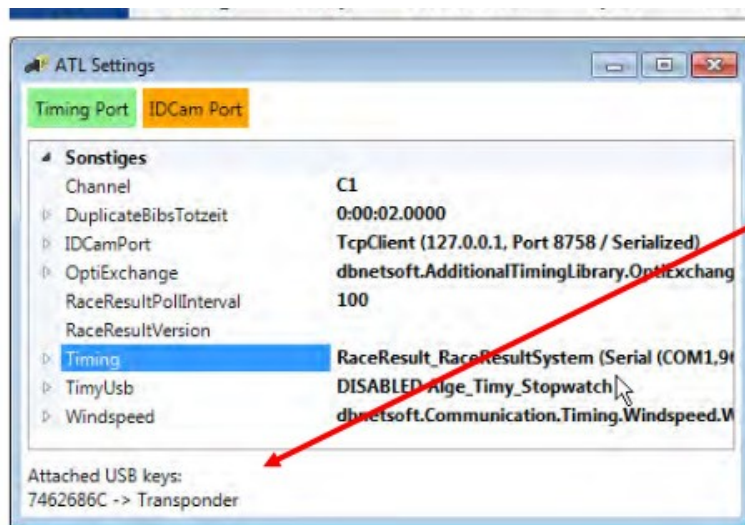 ATL Settings
Timing Port IDCam Port
Sonstiges
Channel C1
DuplicateBibsTotzeit 0:00:02.0000
IDCamPort TcpClient (127.0.0.1, Port 8758 / Serialized)
OptiExchange dbnetsoft.AdditionalTimingLibrary.OptiExchang
RaceResultPollInterval 100
RaceResultVersion
Timing RaceResult_RaceResultSystem (Serial (COM1,96
TimyUsb DISABLED Alge_Timy_Stopwatch
Windspeed dbnetsoft.Communication.Timing.Windspeed.W
Attached USB keys:
7462686C -> Transponder